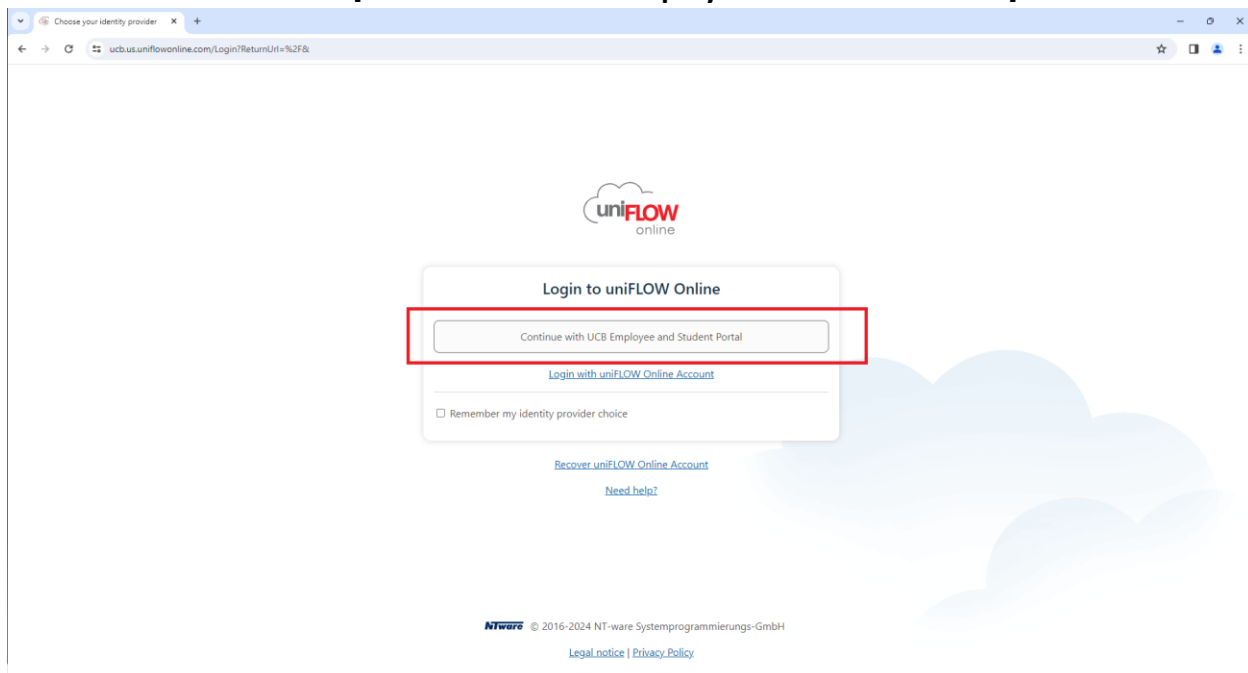 Choose your identity provider
ucb.us.uniflowonline.com/Login?ReturnUrl=%2F&
uniFLOW
online
Login to uniFLOW Online
Continue with UCB Employee and Student Portal
Login with uniFLOW Online Account
Remember my identity provider choice
Recover uniFLOW Online Account
Need help?
NTware © 2016-2024 NT-ware Systemprogrammierungs-GmbH
Legal notice | Privacy Policy